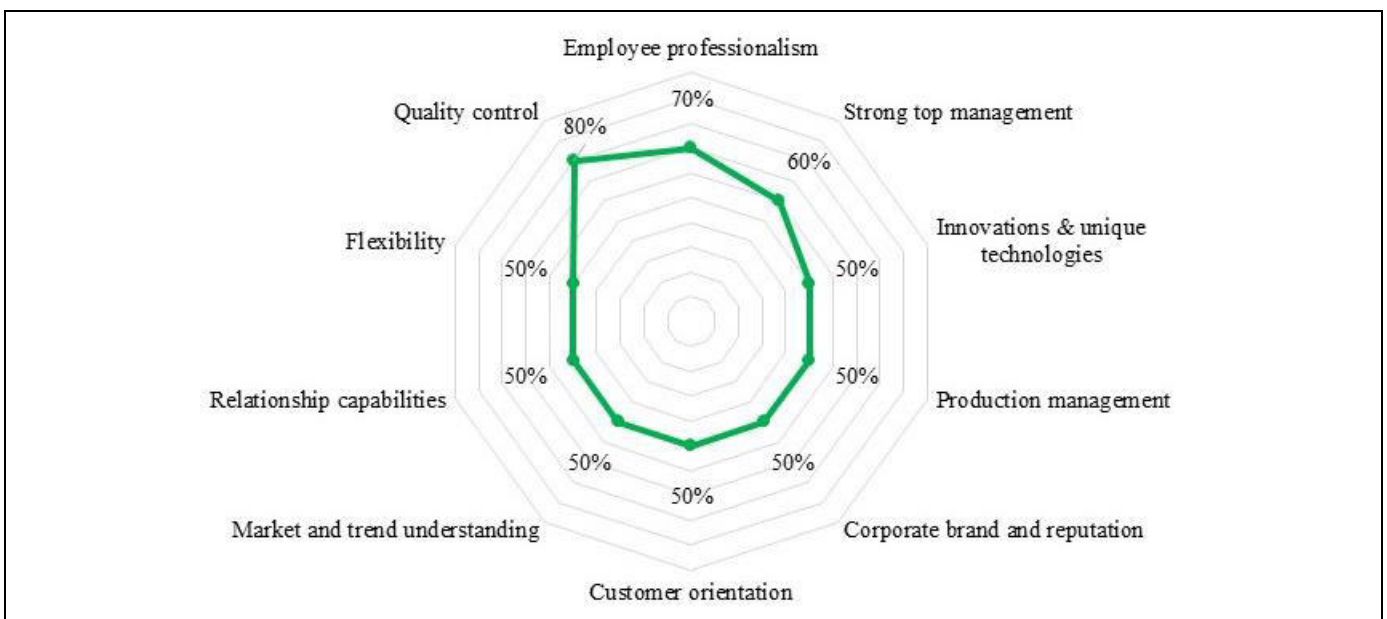 Employee professionalism
70%
Quality control
80%
Strong top management
60%
Flexibility
50%
Innovations & unique
technologies
50%
Relationship capabilities
50%
50%
Production management
50%
50%
50%
Market and trend understanding
Corporate brand and reputation
Customer orientation